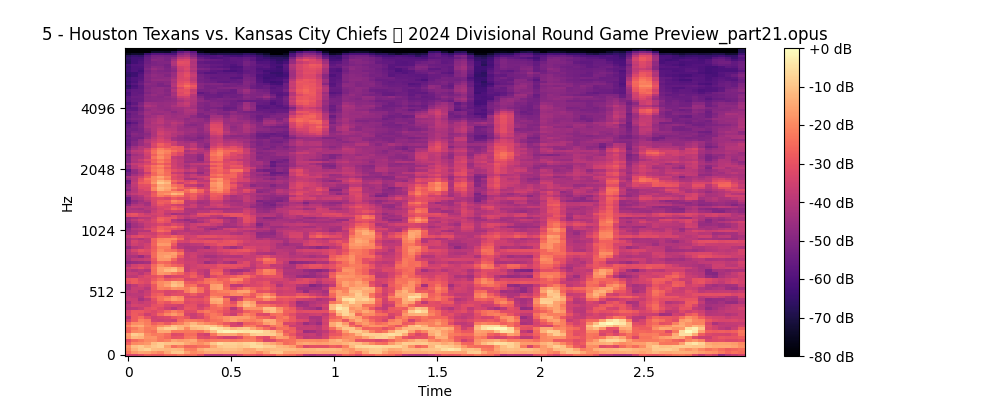 5 - Houston Texans vs. Kansas City Chiefs ▯ 2024 Divisional Round Game Preview_part21.opus
+0 dB
-10 dB
-20 dB
-30 dB
-40 dB
-50 dB
-60 dB
-70 dB
-80 dB
4096
2048
1024
512
0
Hz
0
0.5
1
1.5
2
2.5
Time